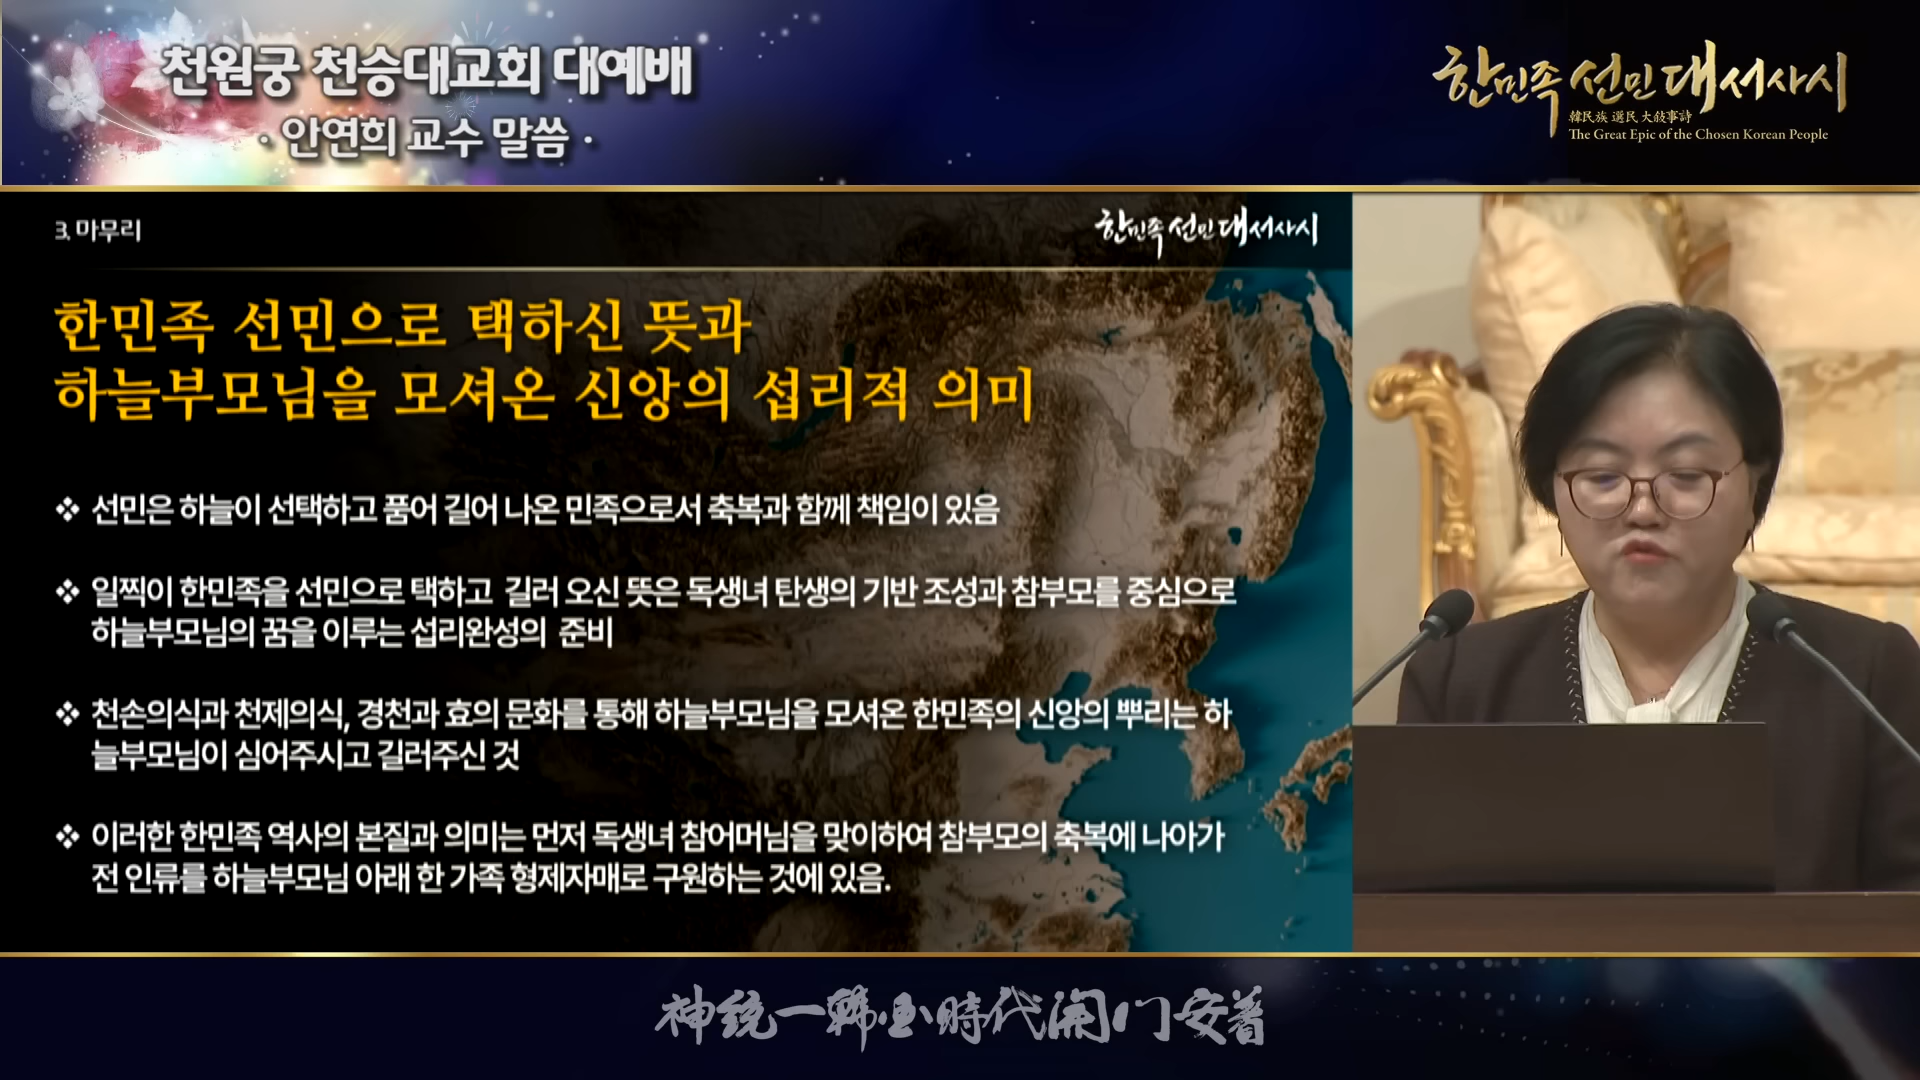 천원궁 천승대교회 대예배
· 안연희 교수 말씀 ·
한민족 선민 대서사시
韓民族 選民 大敍事詩
The Great Epic of the Chosen Korean People
3. 마무리
한민족 선민 대서사시
한민족 선민으로 택하신 뜻과
하늘부모님을 모셔온 신앙의 섭리적 의미
❖ 선민은 하늘이 선택하고 품어 길어 나온 민족으로서 축복과 함께 책임이 있음
❖ 일찍이 한민족을 선민으로 택하고 길러 오신 뜻은 독생녀 탄생의 기반 조성과 참부모를 중심으로
하늘부모님의 꿈을 이루는 섭리완성의 준비
❖ 천손의식과 천제의식, 경천과 효의 문화를 통해 하늘부모님을 모셔온 한민족의 신앙의 뿌리는 하
늘부모님이 심어주시고 길러주신 것
❖ 이러한 한민족 역사의 본질과 의미는 먼저 독생녀 참어머님을 맞이하여 참부모의 축복에 나아가
전 인류를 하늘부모님 아래 한 가족 형제자매로 구원하는 것에 있음.
神統一韓国時代開门安著